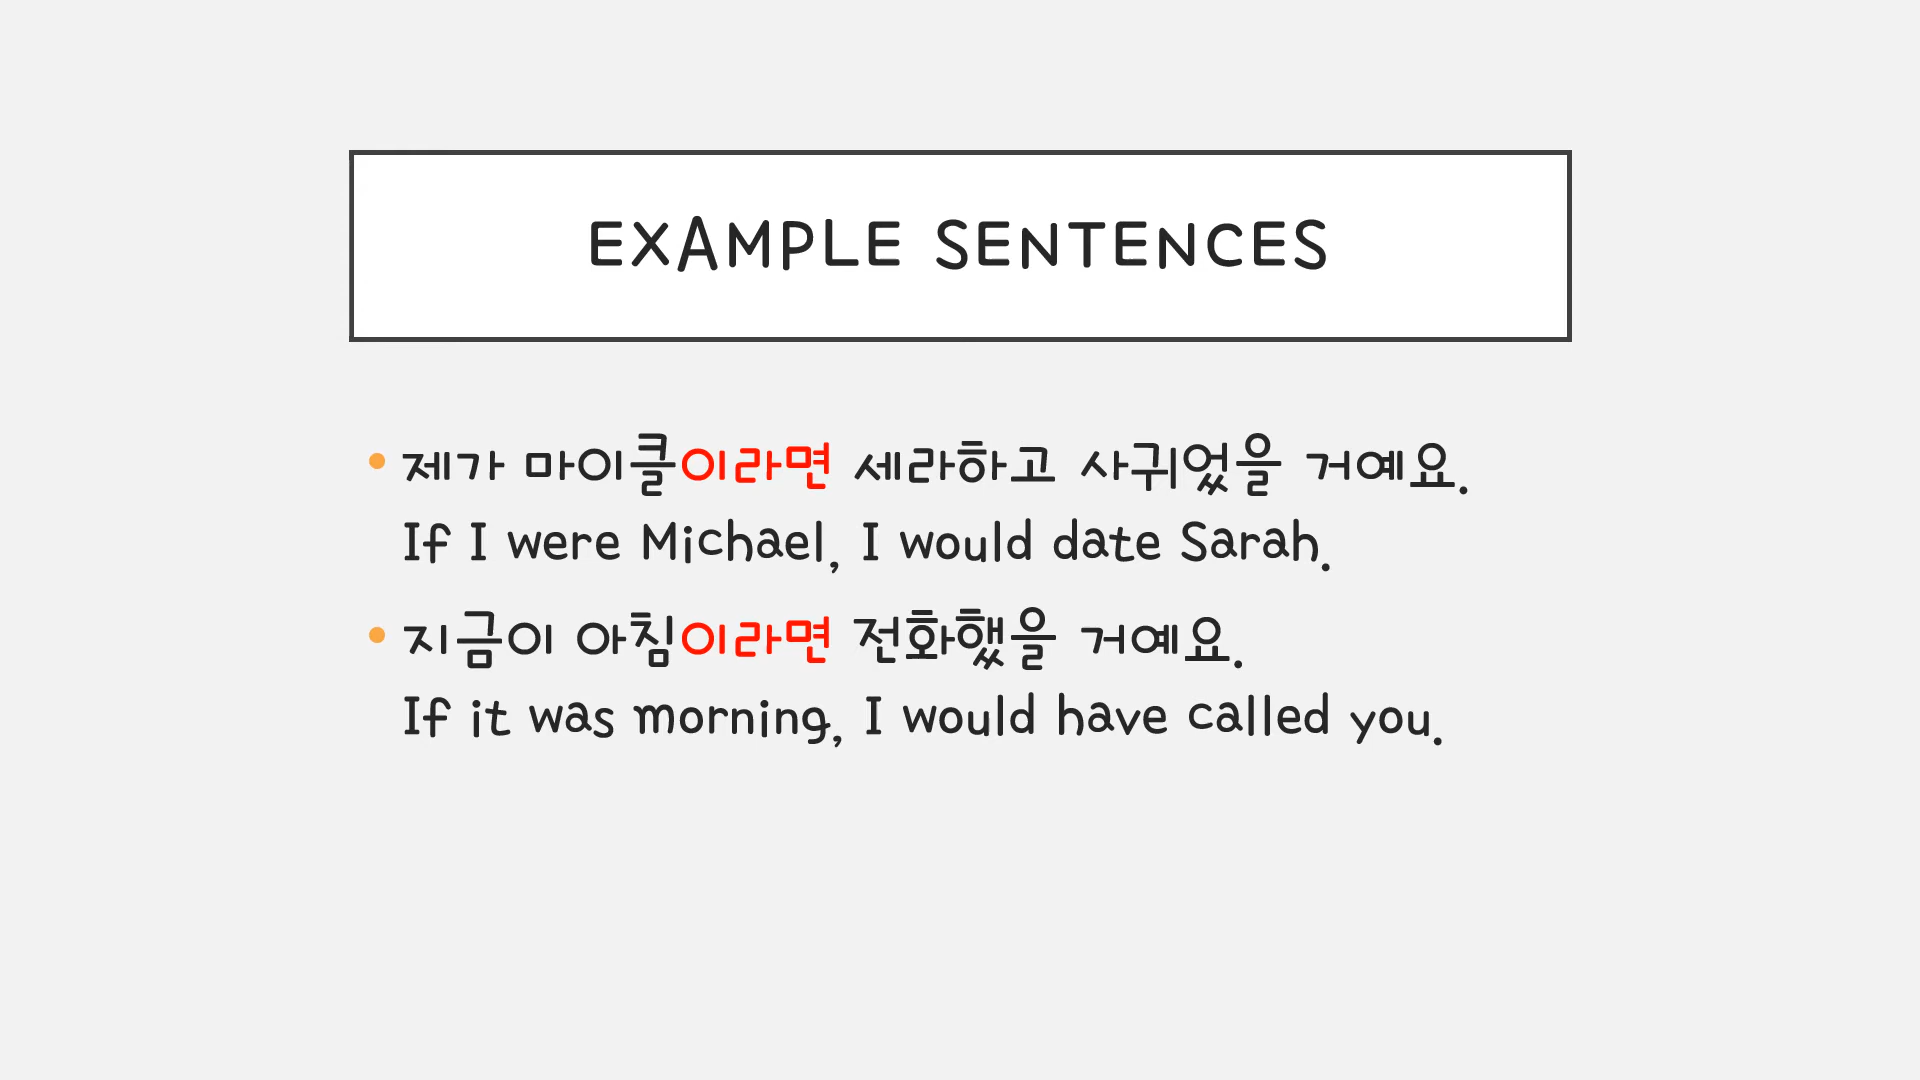 EXAMPLE SENTENCES
• 제가 마이클이라면 세라하고 사귀었을 거예요.
If I were Michael, I would date Sarah.
• 지금이 아침이라면 전화했을 거예요.
If it was morning, I would have called you.